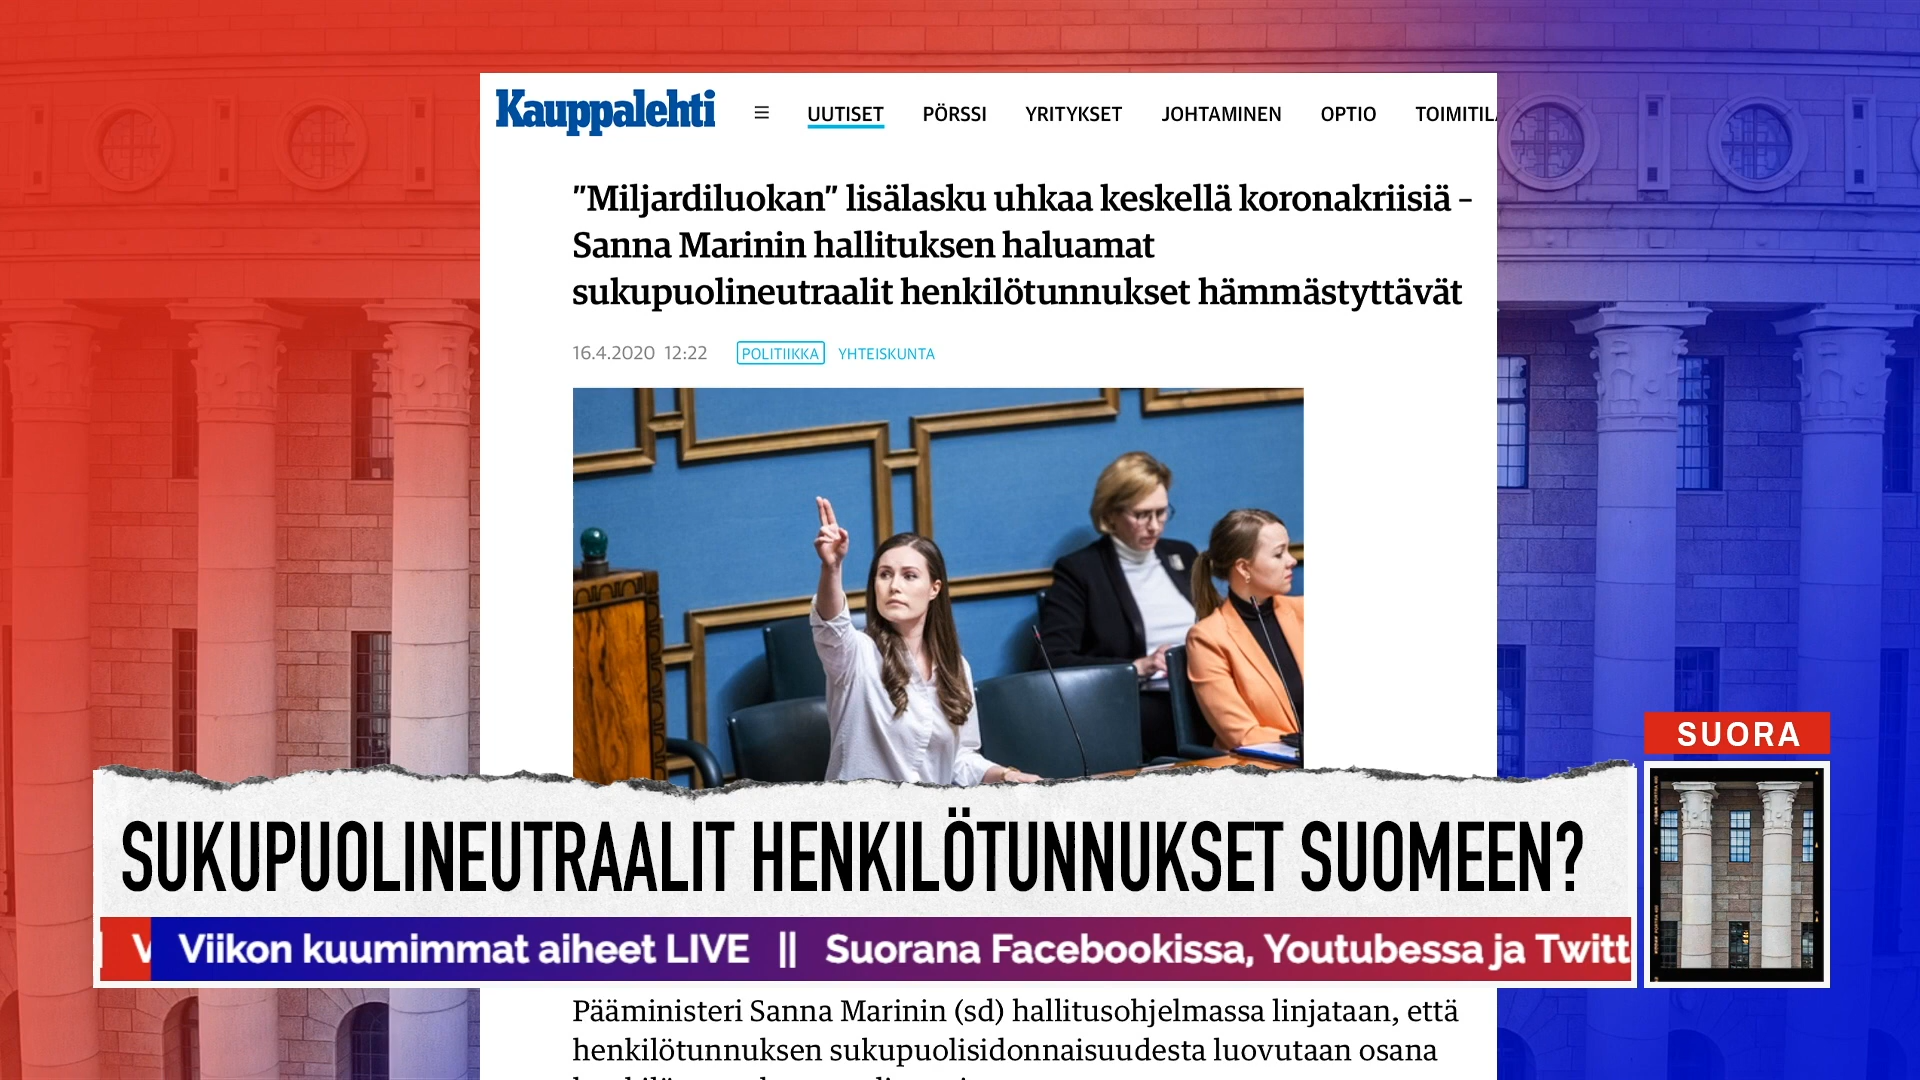 Kauppalehti
UUTISET PÖRSSI YRITYKSET JOHTAMINEN OPTIO TOIMITIL
"Miljardiluokan" lisälasku uhkaa keskellä koronakriisiä –
Sanna Marinin hallituksen haluamat
sukupuolineutraalit henkilötunnukset hämmästyttävät
16.4.2020 12:22 POLITIIKKA YHTEISKUNTA
SUORA
SUKUPUOLINEUTRAALIT HENKILÖTUNNUKSET SUOMEEN?
V Viikon kuumimmat aiheet LIVE || Suorana Facebookissa, Youtubessa ja Twitt
Pääministeri Sanna Marinin (sd) hallitusohjelmassa linjataan, että
henkilötunnuksen sukupuolisidonnaisuudesta luovutaan osana